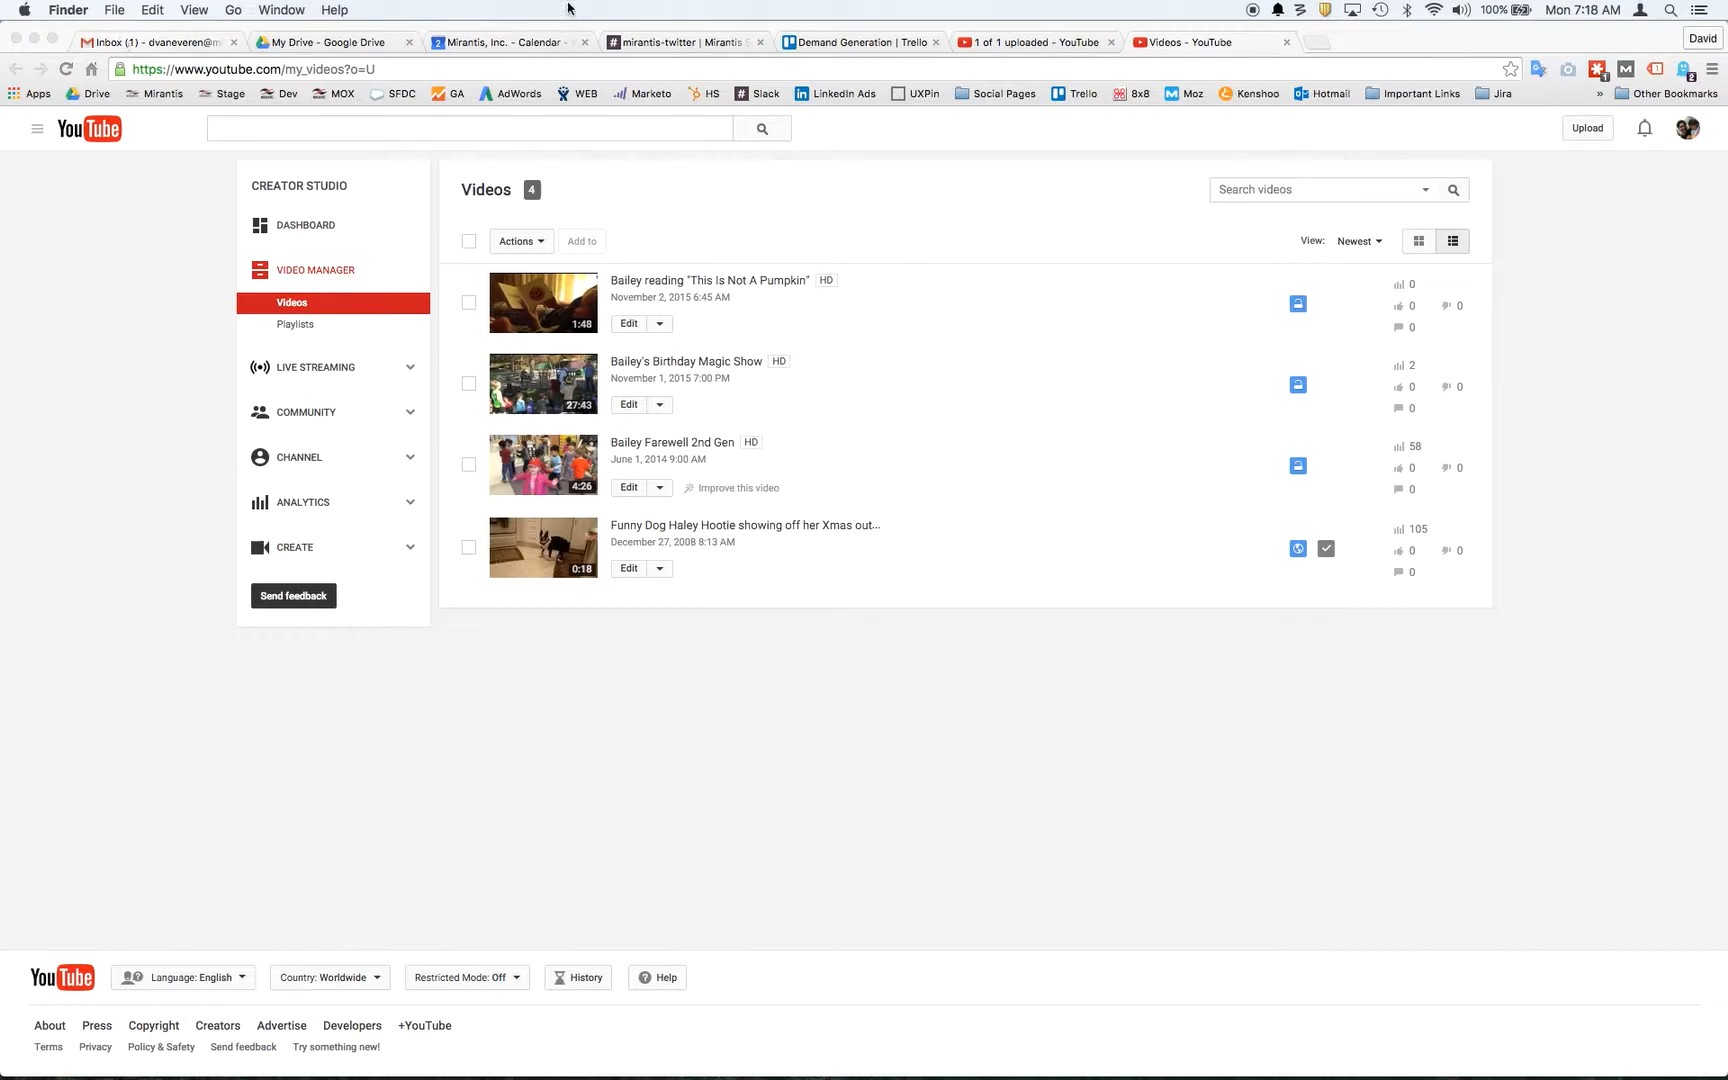 Finder File Edit View Go Window Help 100% Mon 7:18 AM
Inbox (1) - dvaneveren@m My Drive - Google Drive 2 Mirantis, Inc. - Calendar - mirantis-twitter | Mirantis S Demand Generation | Trello 1 of 1 uploaded - YouTube Videos - YouTube David
https://www.youtube.com/my_videos?o=U
Apps Drive Mirantis Stage Dev MOX SFDC GA AdWords WEB Marketo HS Slack LinkedIn Ads UXPin Social Pages Trello 8x8 Moz Kenshoo Hotmail Important Links Jira » Other Bookmarks
YouTube Upload
CREATOR STUDIO
DASHBOARD
VIDEO MANAGER
Videos
Playlists
LIVE STREAMING
COMMUNITY
CHANNEL
ANALYTICS
CREATE
Send feedback
Videos 4 Search videos
Actions Add to View: Newest
Bailey reading "This Is Not A Pumpkin" HD
November 2, 2015 6:45 AM
1:48
Edit
0
0 0
0
Bailey's Birthday Magic Show HD
November 1, 2015 7:00 PM
27:43
Edit
2
0 0
0
Bailey Farewell 2nd Gen HD
June 1, 2014 9:00 AM
4:26
Edit Improve this video
58
0 0
0
Funny Dog Haley Hootie showing off her Xmas out...
December 27, 2008 8:13 AM
0:18
Edit
105
0 0
0
YouTube Language: English Country: Worldwide Restricted Mode: Off History Help
About Press Copyright Creators Advertise Developers +YouTube
Terms Privacy Policy & Safety Send feedback Try something new!